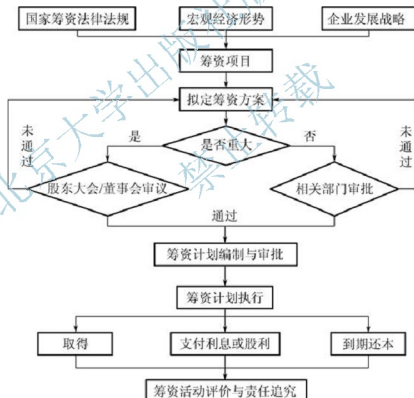 国家筹资法律法规 宏观经济形势 企业发展战略
筹资项目
拟定筹资方案
未通过 是 是否重大 否 未通过
股东大会/董事会审议 相关部门审批
通过
筹资计划编制与审批
筹资计划执行
取得 支付利息或股利 到期还本
筹资活动评价与责任追究
北京大学出版社
禁止转载